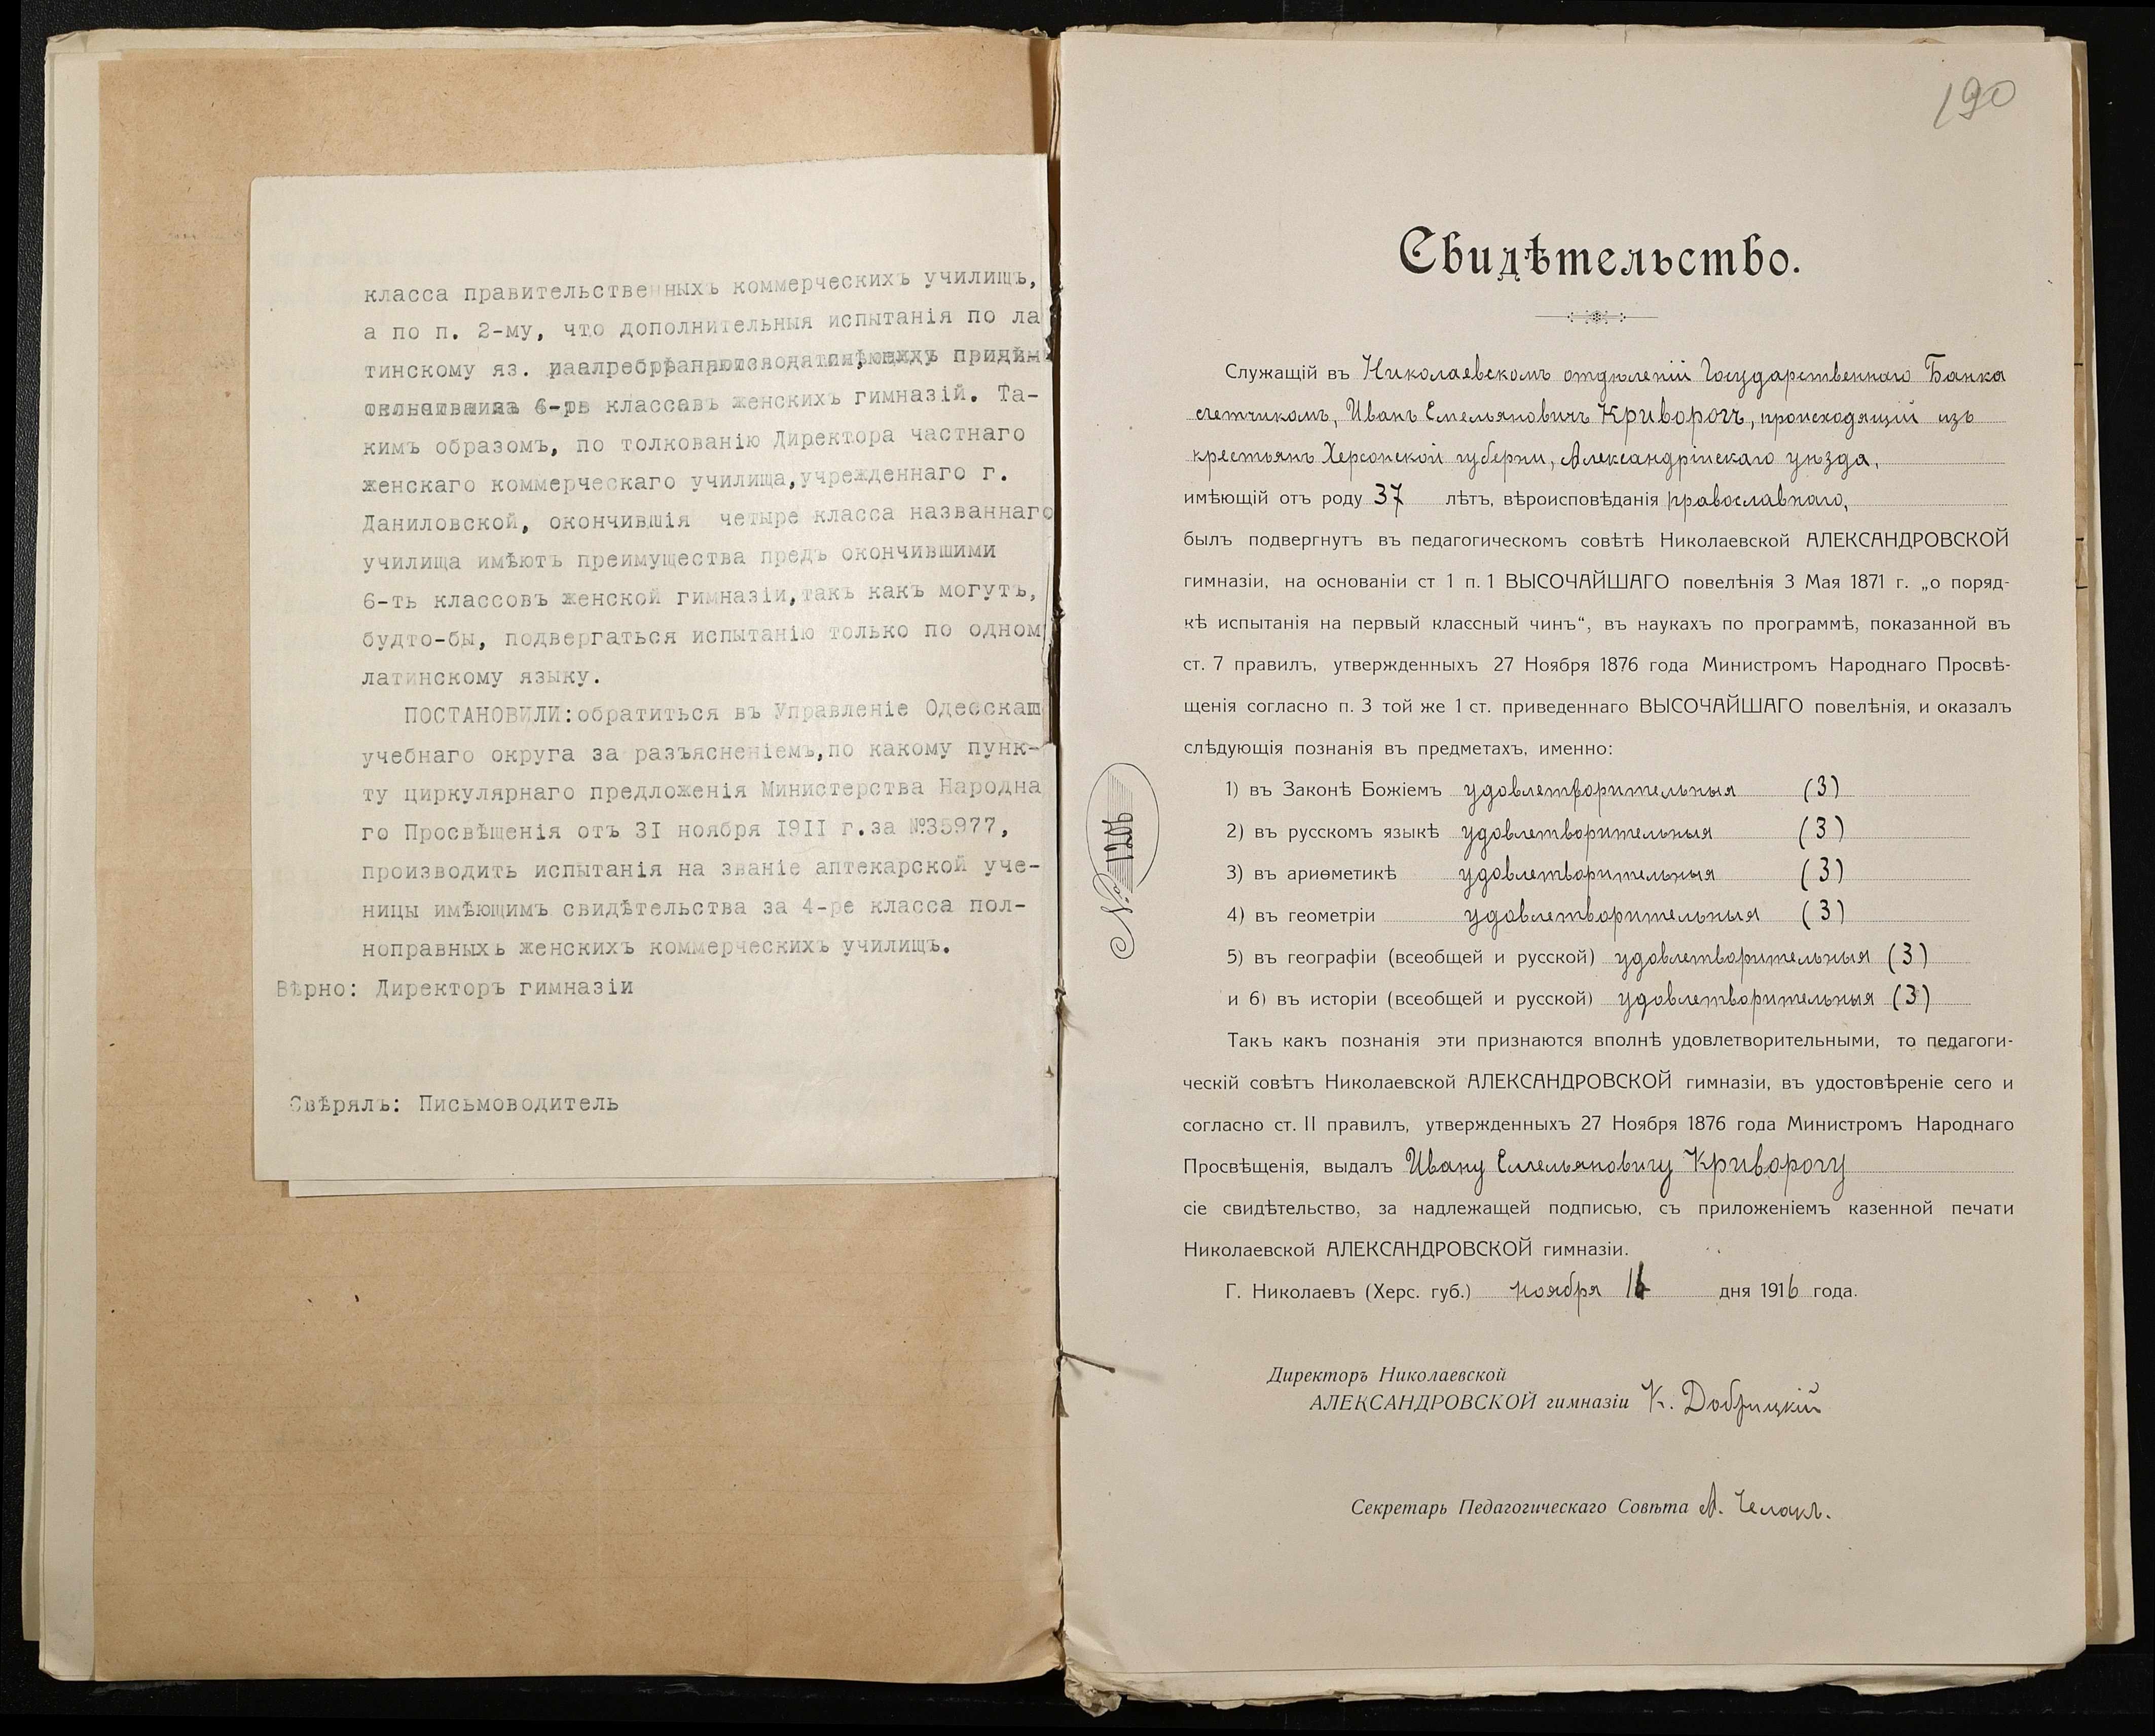 класса правительственныхъ коммерческихъ училищъ,
а по п. 2-му, что дополнительныя испытанія по ла
тинскому яз.
6-ть классавъ женскихъ гимназій. Та-
кимъ образомъ, по толкованію Директора частнаго
женскаго коммерческаго училища,учрежденнаго г.
Даниловской, окончившія четыре класса названнаго
училища имѣютъ преимущества предъ окончившими
6-ть классовъ женской гимназіи,такъ какъ могутъ,
будто-бы, подвергаться испытанію только по одном
латинскому языку.
ПОСТАНОВИЛИ:обратиться въ Управленіе Одесскаго
учебнаго округа за разъясненіемъ,по какому пунк-
ту циркулярнаго предложенія Министерства Народна
го Просвѣщенія отъ 31 ноября 1911 г.за №35977,
производить испытанія на званіе аптекарской уче-
ницы имѣющимъ свидѣтельства за 4-ре класса пол-
ноправныхъ женскихъ коммерческихъ училищъ.
Вѣрно: Директоръ гимназіи
Свѣрялъ: Письмоводитель
190
Свидѣтельство.
Служащій въ Николаевскомъ отдѣленіи Государственнаго Банка
счетчикомъ, Иванъ Емельяновичъ Криворогъ, происходящій изъ
крестьянъ Херсонской губерніи, Александрійскаго уѣзда,
имѣющій отъ роду 37 лѣтъ, вѣроисповѣданія православнаго,
былъ подвергнутъ въ педагогическомъ совѣтѣ Николаевской АЛЕКСАНДРОВСКОЙ
гимназіи, на основаніи ст 1 п. 1 ВЫСОЧАЙШАГО повелѣнія 3 Мая 1871 г. „о поряд-
кѣ испытанія на первый классный чинъ“, въ наукахъ по программѣ, показанной въ
ст. 7 правилъ, утвержденныхъ 27 Ноября 1876 года Министромъ Народнаго Просвѣ-
щенія согласно п. 3 той же 1 ст. приведеннаго ВЫСОЧАЙШАГО повелѣнія, и оказалъ
слѣдующія познанія въ предметахъ, именно:
1) въ Законѣ Божіемъ удовлетворительныя (3)
2) въ русскомъ языкѣ удовлетворительныя (3)
3) въ ариѳметикѣ удовлетворительныя (3)
4) въ геометріи удовлетворительныя (3)
5) въ географіи (всеобщей и русской) удовлетворительныя (3)
и 6) въ исторіи (всеобщей и русской) удовлетворительныя (3)
№ 1206
Такъ какъ познанія эти признаются вполнѣ удовлетворительными, то педагоги-
ческій совѣтъ Николаевской АЛЕКСАНДРОВСКОЙ гимназіи, въ удостовѣреніе сего и
согласно ст. II правилъ, утвержденныхъ 27 Ноября 1876 года Министромъ Народнаго
Просвѣщенія, выдалъ Ивану Емельяновичу Криворогу
сіе свидѣтельство, за надлежащей подписью, съ приложеніемъ казенной печати
Николаевской АЛЕКСАНДРОВСКОЙ гимназіи.
Г. Николаевъ (Херс. губ.) ноября 16 дня 1916 года.
Директоръ Николаевской
АЛЕКСАНДРОВСКОЙ гимназіи К. Добрицкій
Секретарь Педагогическаго Совѣта А.